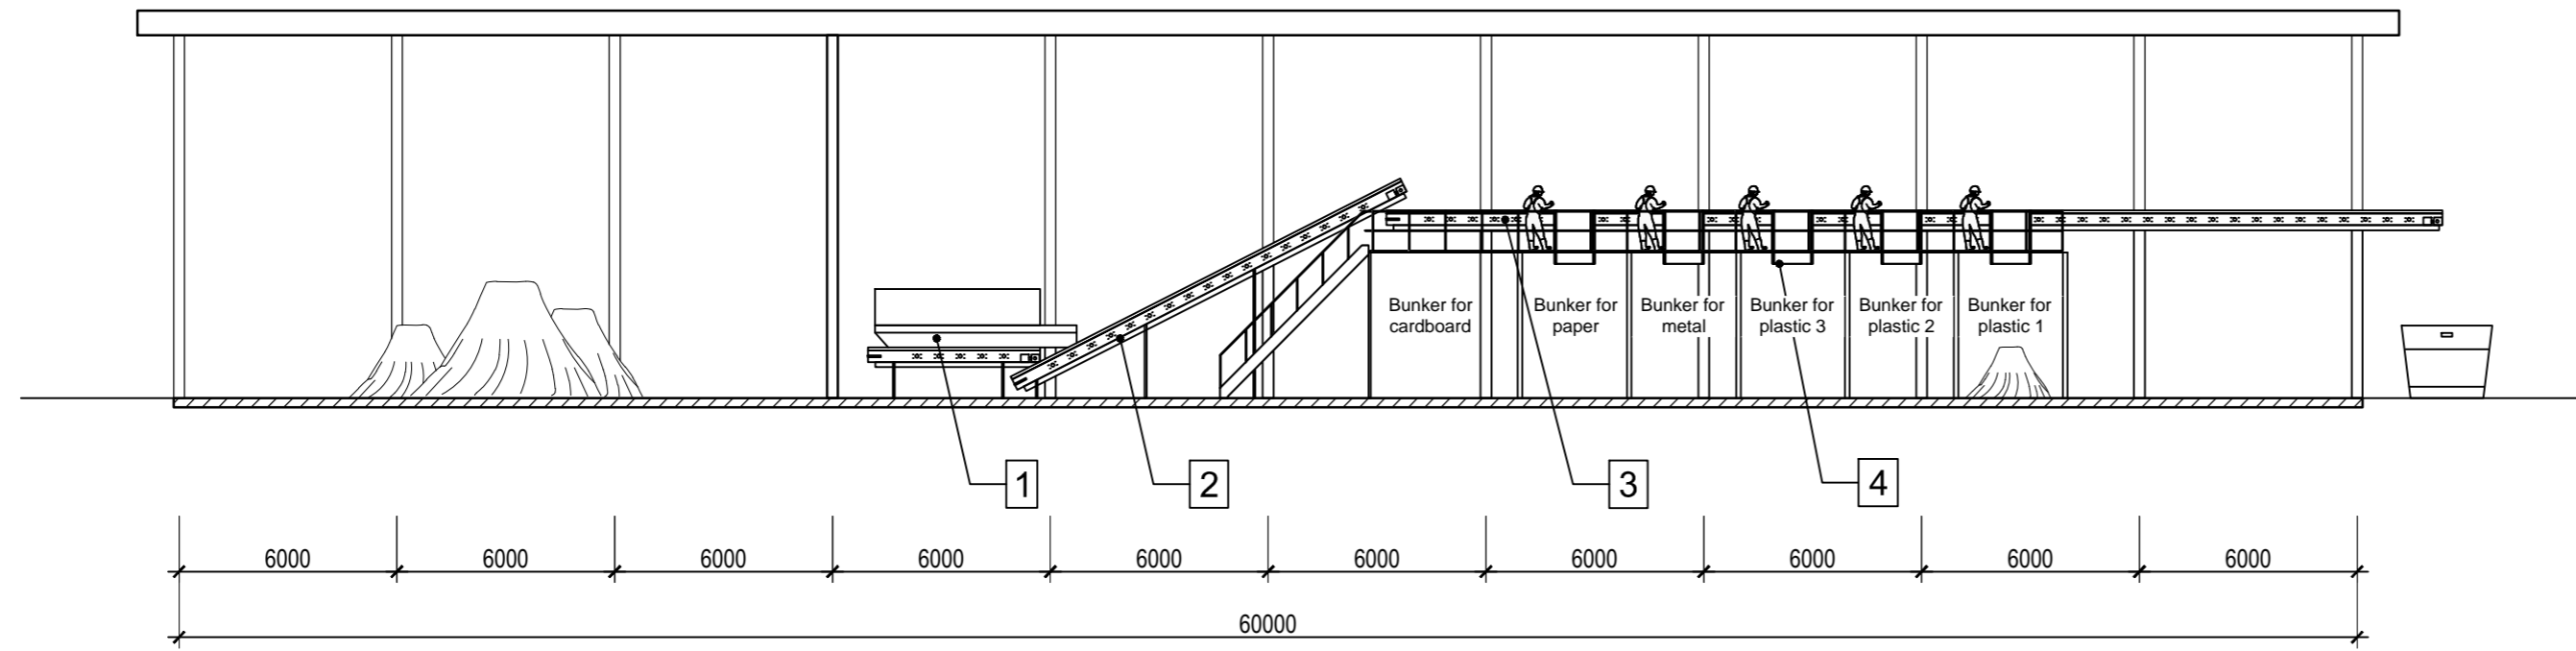 Bunker for
cardboard
Bunker for
paper
Bunker for
metal
Bunker for
plastic 3
Bunker for
plastic 2
Bunker for
plastic 1
1
2
3
4
6000
6000
6000
6000
6000
6000
6000
6000
6000
6000
60000